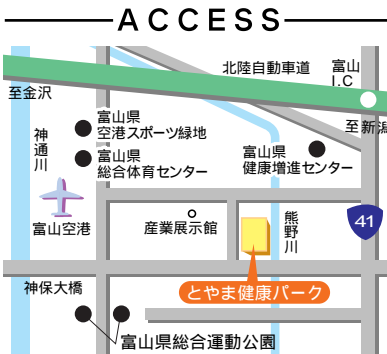 ACCESS
北陸自動車道
富山
I.C
至金沢
至新潟
富山県
空港スポーツ緑地
神通川
富山県
総合体育センター
富山県
健康増進センター
富山空港
産業展示館
熊野川
41
神保大橋
とやま健康パーク
富山県総合運動公園